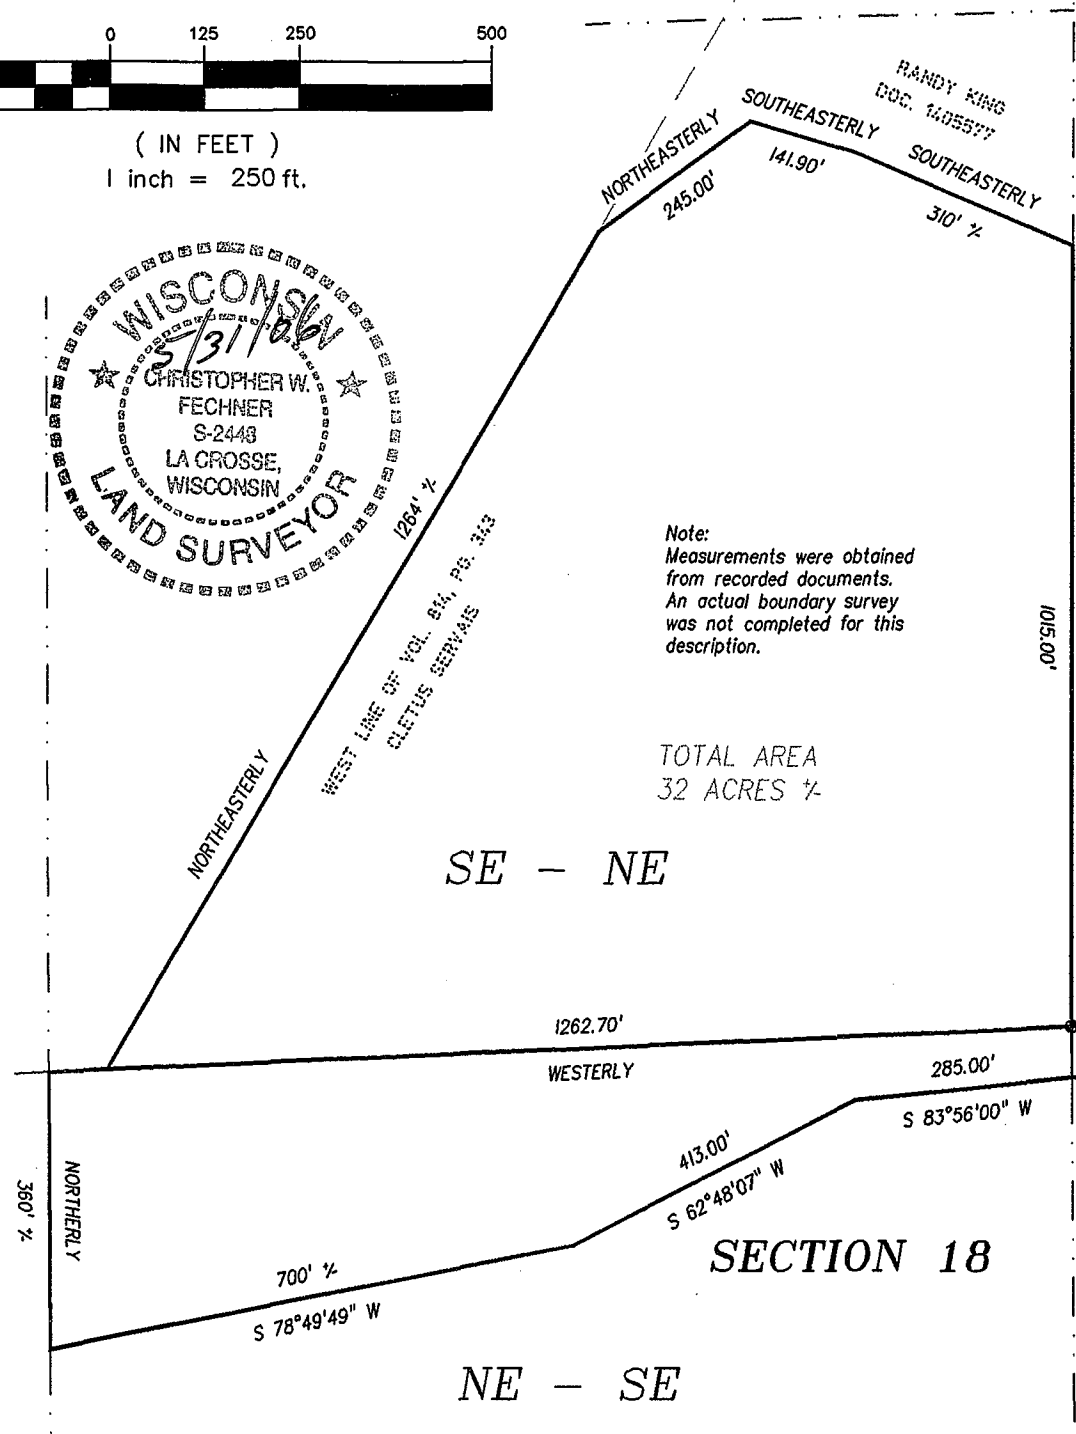 0 125 250 500
( IN FEET )
1 inch = 250 ft.
RANDY KING
DOC. 1405577
NORTHEASTERLY
245.00'
SOUTHEASTERLY
141.90'
SOUTHEASTERLY
310' +/-
WISCONSIN
5/31/06
CHRISTOPHER W.
FECHNER
S-2448
LA CROSSE,
WISCONSIN
LAND SURVEYOR
1264' +/-
NORTHEASTERLY
WEST LINE OF VOL. 814, PG. 343
CLETUS SERVAIS
Note:
Measurements were obtained
from recorded documents.
An actual boundary survey
was not completed for this
description.
1015.00'
TOTAL AREA
32 ACRES +/-
SE - NE
1262.70'
WESTERLY
285.00'
S 83°56'00" W
413.00'
S 62°48'07" W
NORTHERLY
360' +/-
700' +/-
S 78°49'49" W
SECTION 18
NE - SE